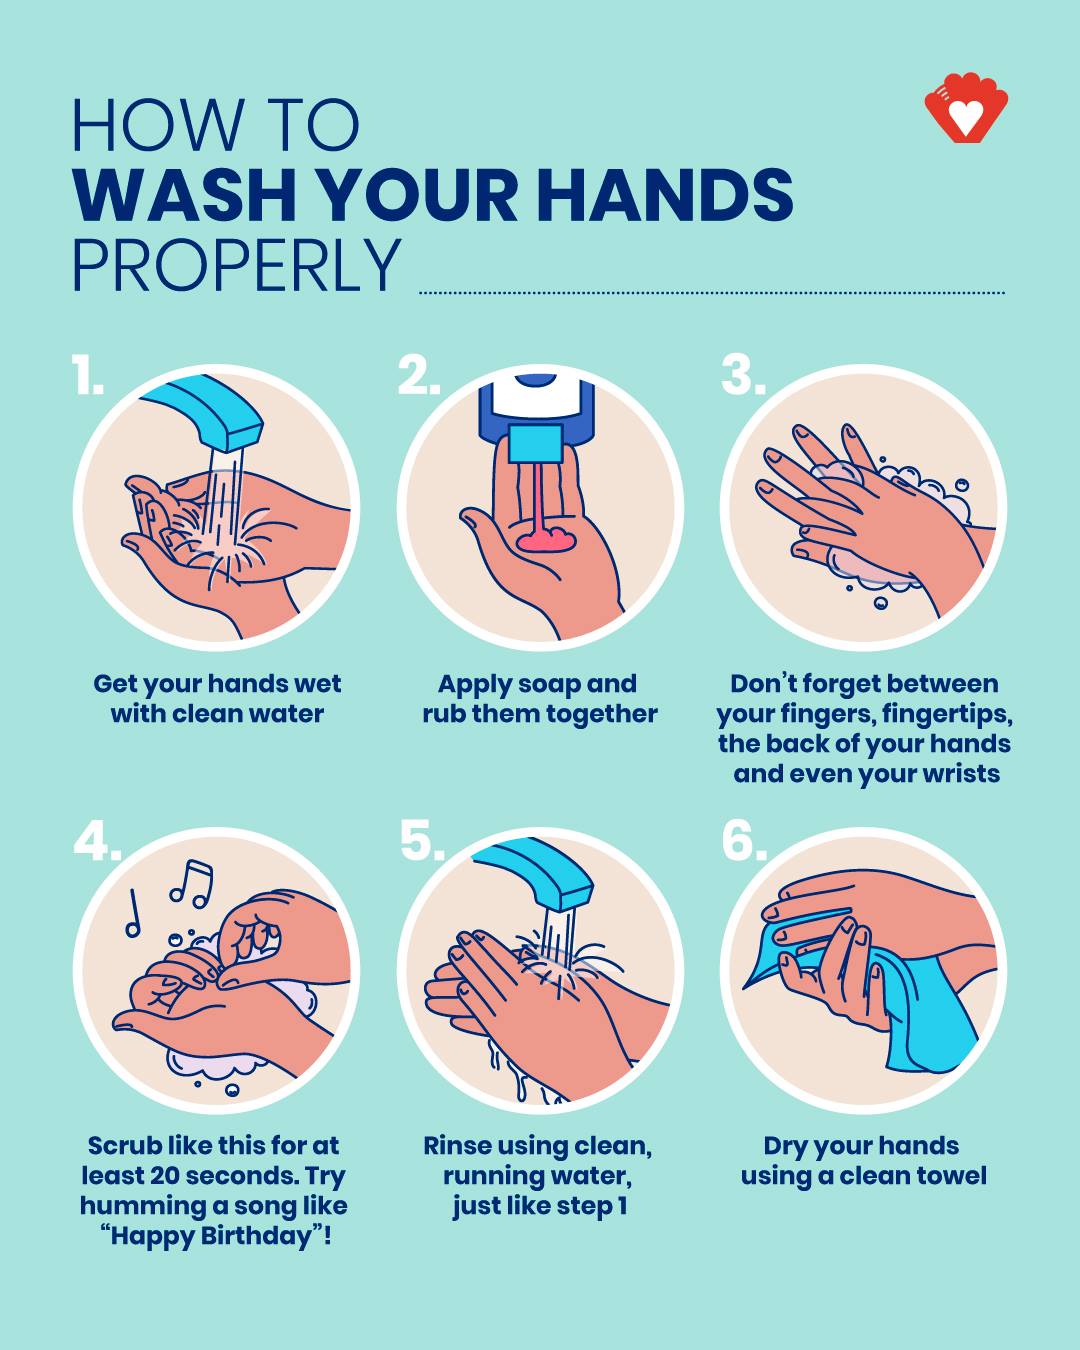 HOW TO
WASH YOUR HANDS
PROPERLY
1.
Get your hands wet
with clean water
2.
Apply soap and
rub them together
3.
Don’t forget between
your fingers, fingertips,
the back of your hands
and even your wrists
4.
Scrub like this for at
least 20 seconds. Try
humming a song like
“Happy Birthday”!
5.
Rinse using clean,
running water,
just like step 1
6.
Dry your hands
using a clean towel